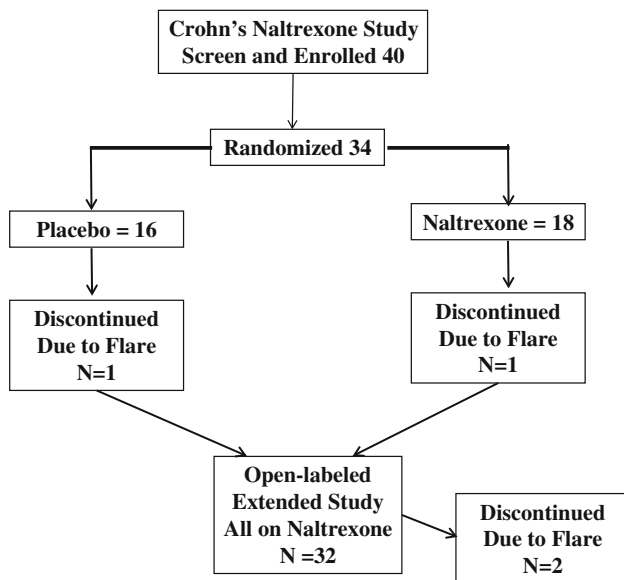 Crohn's Naltrexone Study
Screen and Enrolled 40
Randomized 34
Placebo = 16
Naltrexone = 18
Discontinued
Due to Flare
N=1
Discontinued
Due to Flare
N=1
Open-labeled
Extended Study
All on Naltrexone
N =32
Discontinued
Due to Flare
N=2